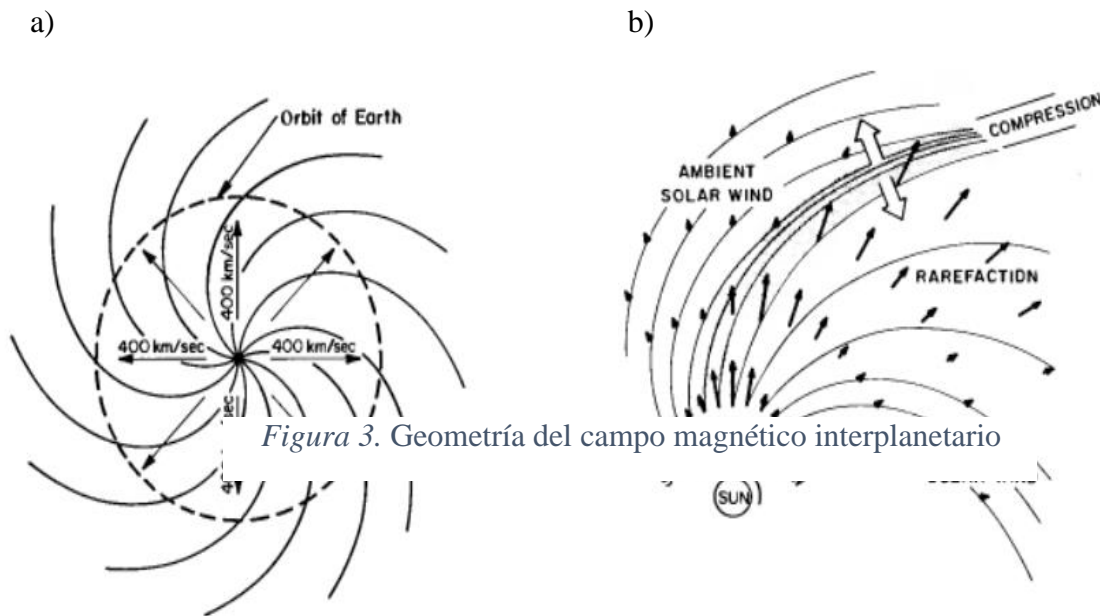 a)
b)
Orbit of Earth
400 km/sec
400 km/sec
400 km/sec
COMPRESSION
AMBIENT
SOLAR WIND
RAREFACTION
Figura 3. Geometría del campo magnético interplanetario
SUN